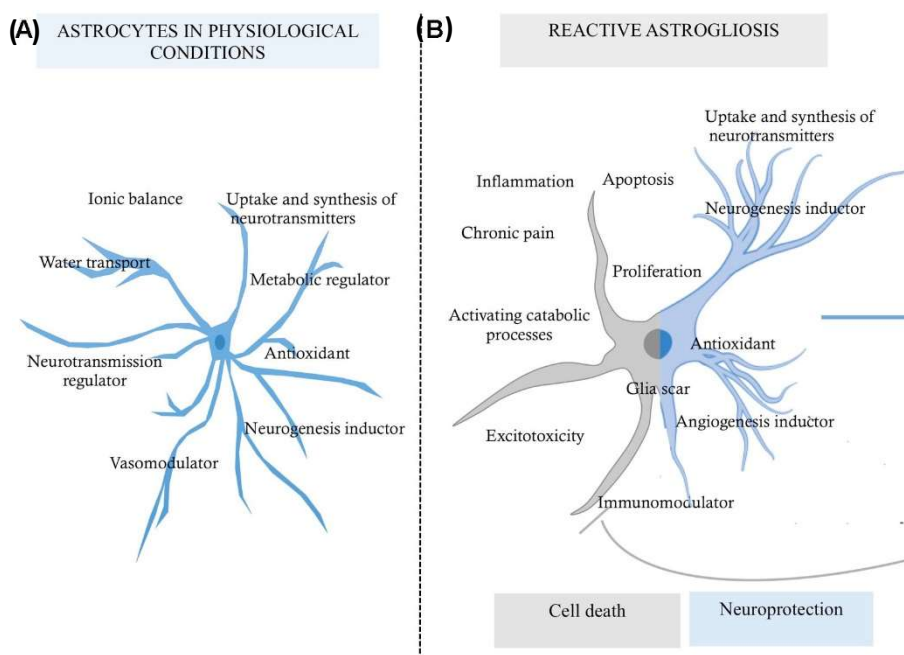 (A)
ASTROCYTES IN PHYSIOLOGICAL
CONDITIONS
Ionic balance
Uptake and synthesis of
neurotransmitters
Water transport
Metabolic regulator
Neurotransmission
regulator
Antioxidant
Neurogenesis inductor
Vasomodulator
(B)
REACTIVE ASTROGLIOSIS
Uptake and synthesis of
neurotransmitters
Inflammation
Apoptosis
Neurogenesis inductor
Chronic pain
Proliferation
Activating catabolic
processes
Antioxidant
Glia scar
Angiogenesis inductor
Excitotoxicity
Immunomodulator
Cell death
Neuroprotection